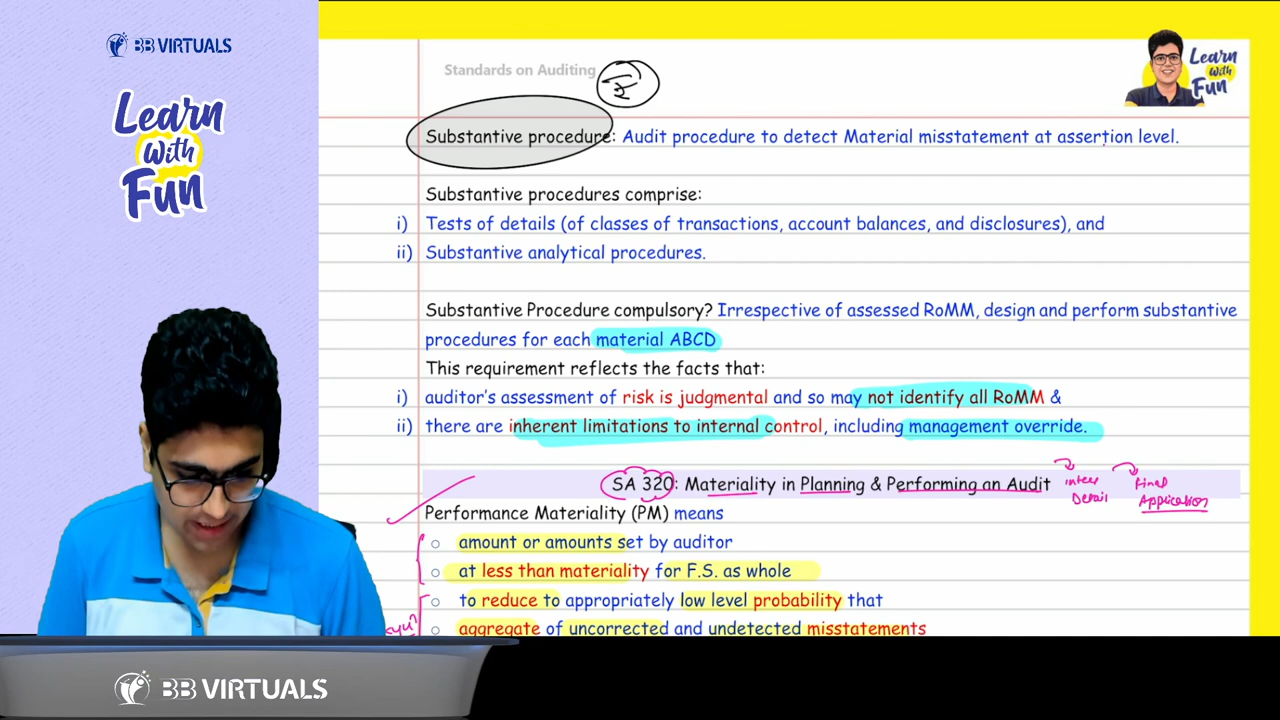 BB VIRTUALS
Learn
With
Fun
Standards on Auditing
Learn
With
Fun
Substantive procedure: Audit procedure to detect Material misstatement at assertion level.
Substantive procedures comprise:
i) Tests of details (of classes of transactions, account balances, and disclosures), and
ii) Substantive analytical procedures.
Substantive Procedure compulsory? Irrespective of assessed RoMM, design and perform substantive
procedures for each material ABCD
This requirement reflects the facts that:
i) auditor's assessment of risk is judgmental and so may not identify all RoMM &
ii) there are inherent limitations to internal control, including management override.
SA 320: Materiality in Planning & Performing an Audit
Inter Detail
Final Application
Performance Materiality (PM) means
○ amount or amounts set by auditor
○ at less than materiality for F.S. as whole
○ to reduce to appropriately low level probability that
○ aggregate of uncorrected and undetected misstatements
BB VIRTUALS